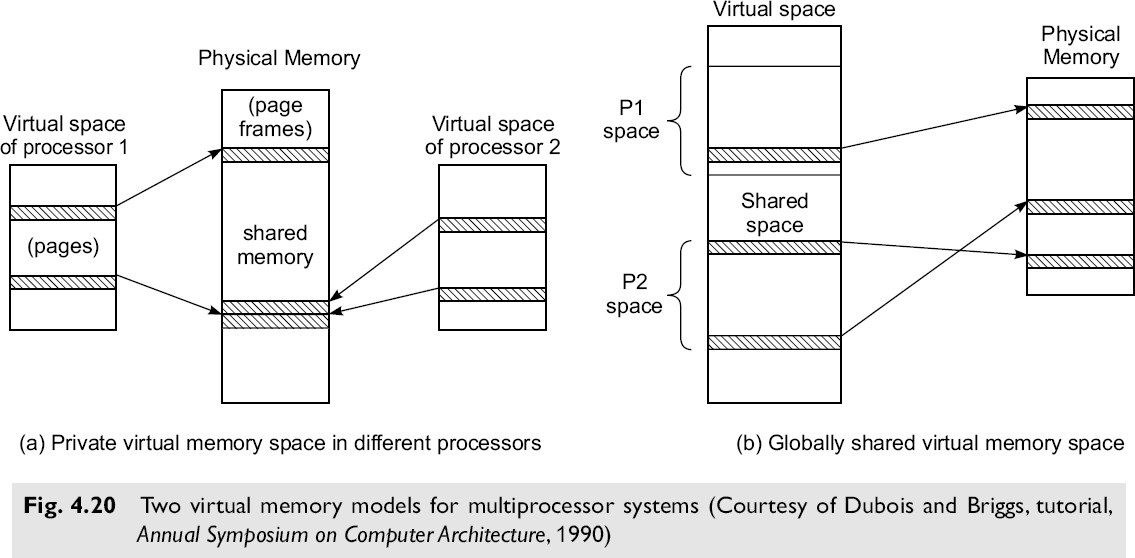 Physical Memory
(page
frames)
Virtual space
of processor 1
(pages)
shared
memory
Virtual space
of processor 2
(a) Private virtual memory space in different processors
Virtual space
P1
space
Shared
space
P2
space
Physical
Memory
(b) Globally shared virtual memory space
Fig. 4.20 Two virtual memory models for multiprocessor systems (Courtesy of Dubois and Briggs, tutorial,
Annual Symposium on Computer Architecture, 1990)